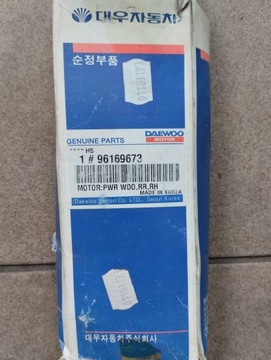 대우자동차
순정부품
GENUINE PARTS
DAEWOO
MOTOR
**** H5
1 # 96169673
MOTOR:PWR WDO,RR,RH
MADE IN KOREA
Daewoo Motor Co., LTD., Seoul Korea
대우자동차주식회사